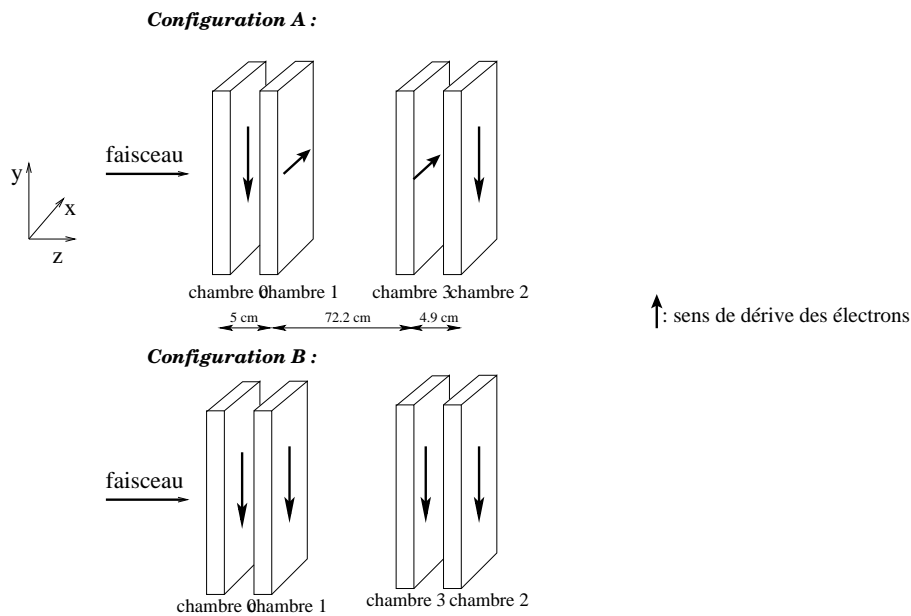 Configuration A :
faisceau
y
x
z
chambre 0 chambre 1 chambre 3 chambre 2
5 cm 72.2 cm 4.9 cm
: sens de dérive des électrons
Configuration B :
faisceau
chambre 0 chambre 1 chambre 3 chambre 2